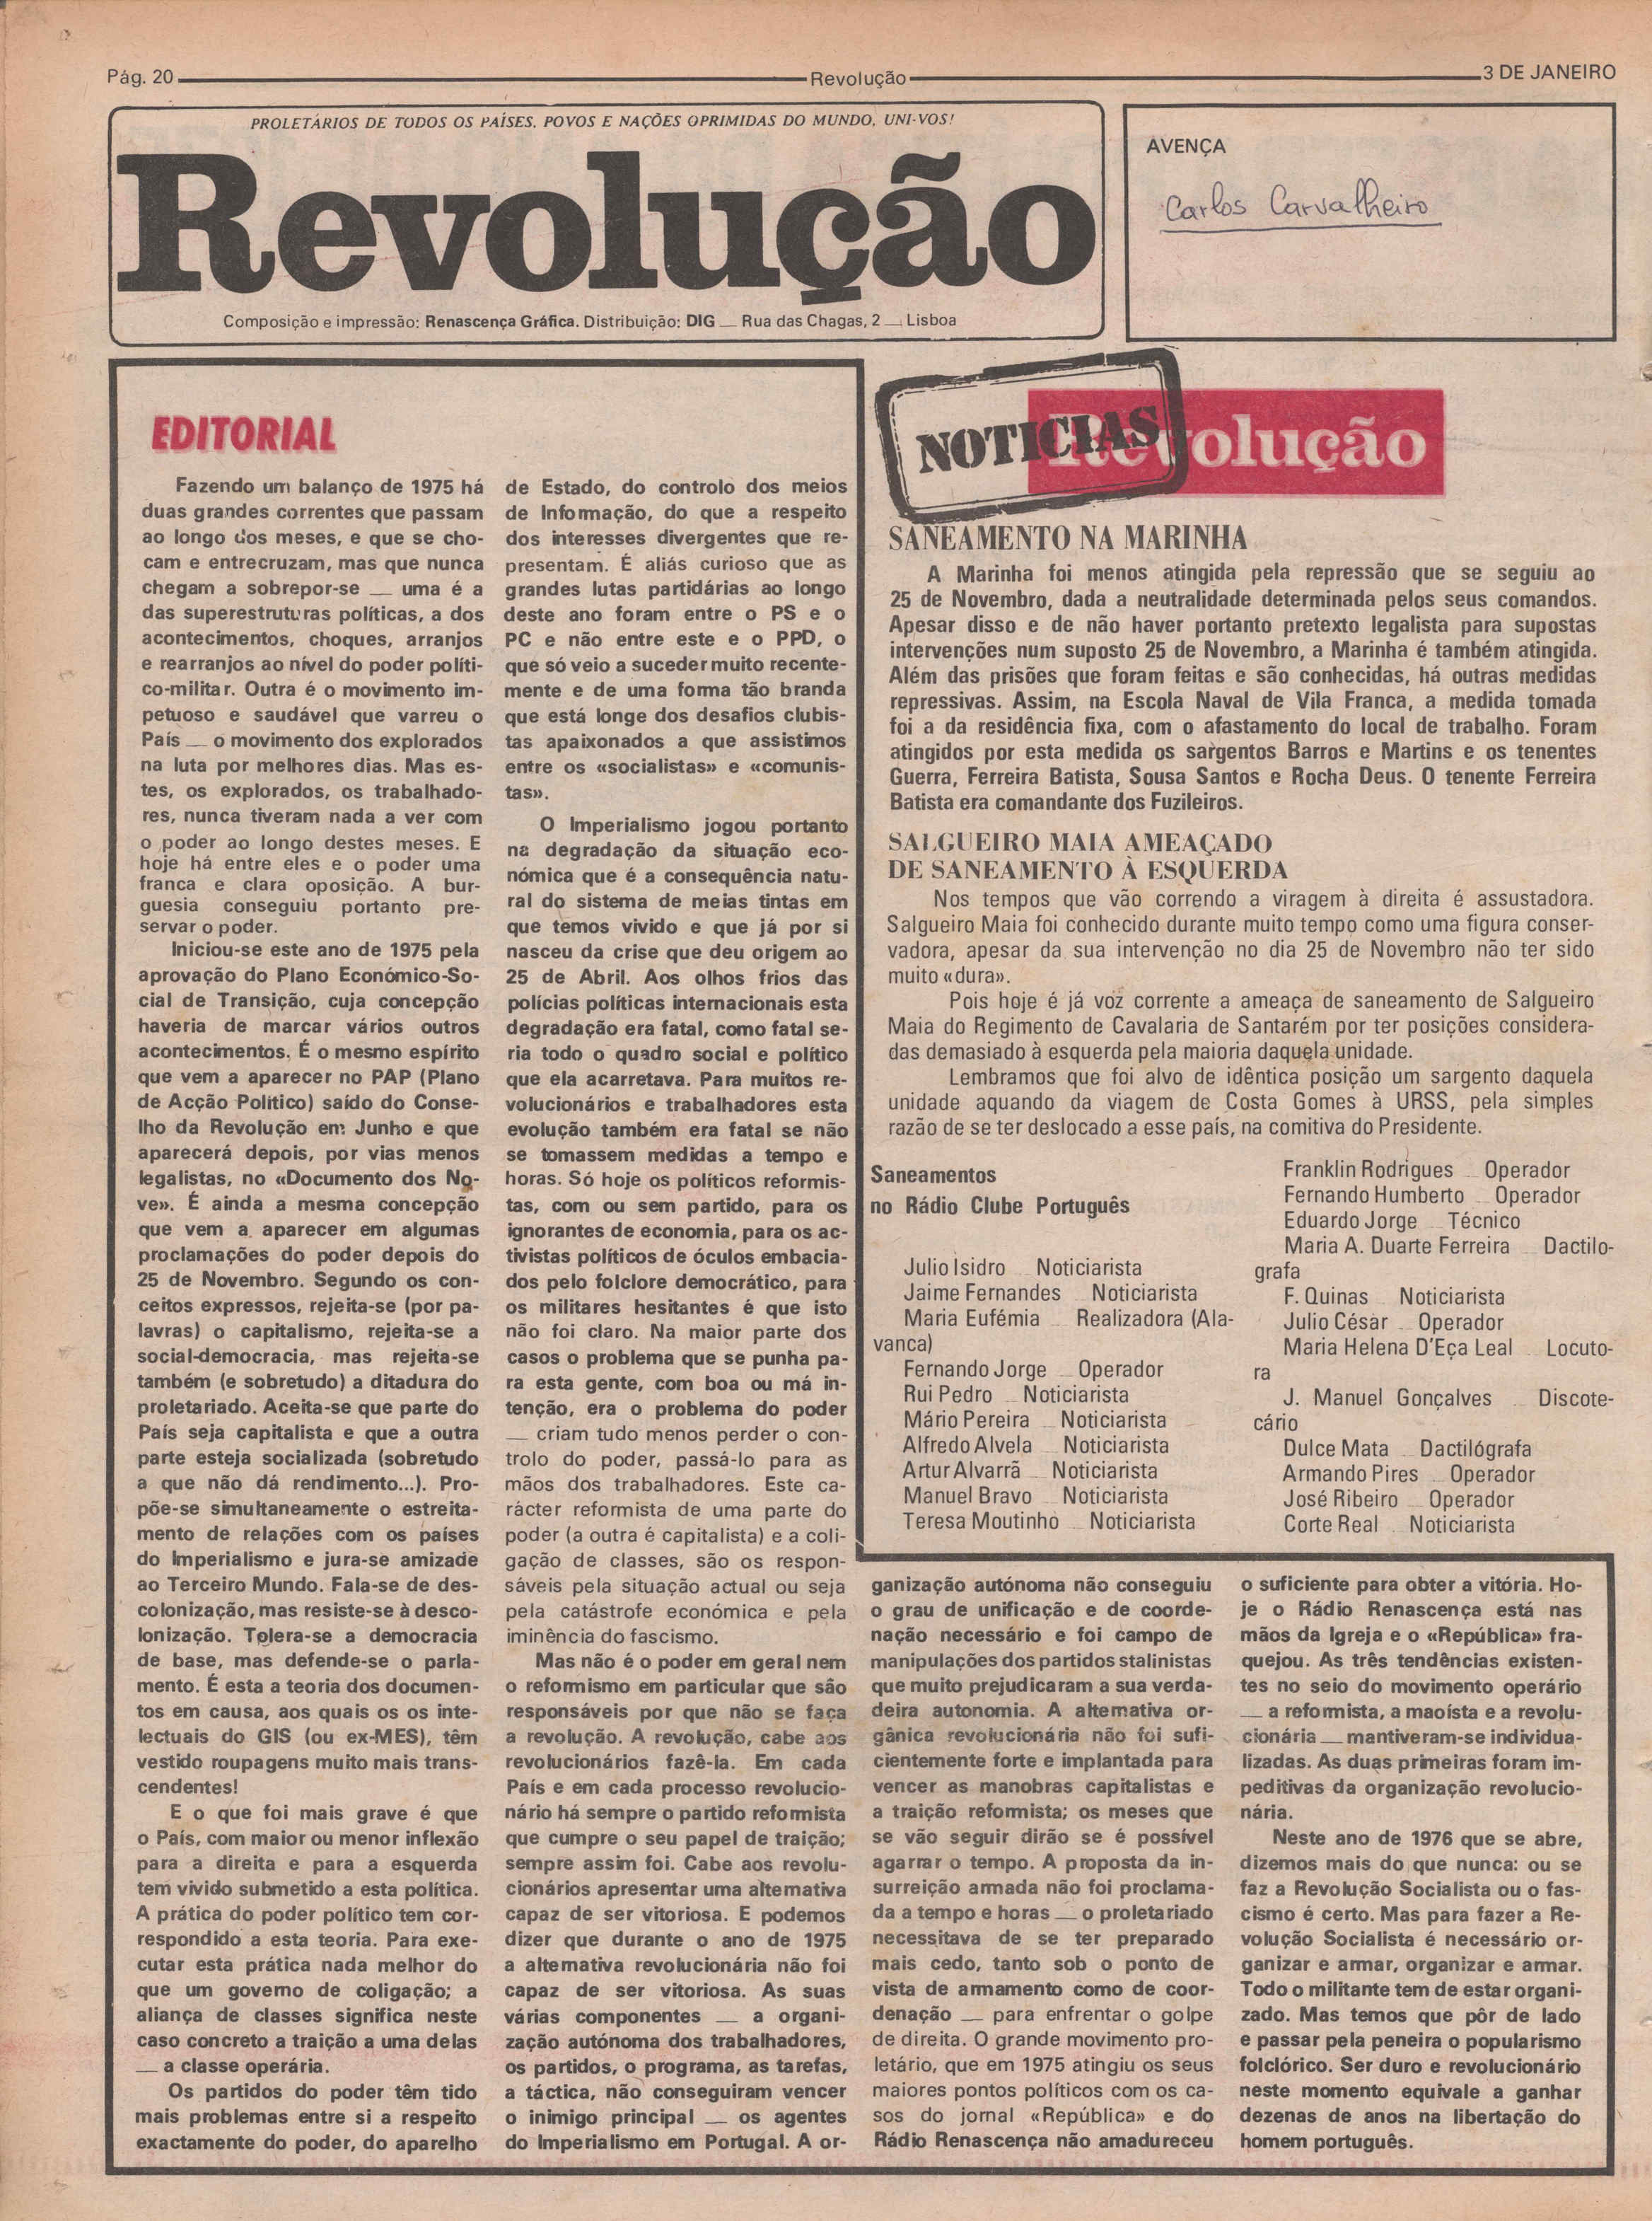 Pág. 20
Revolução
3 DE JANEIRO
PROLETÁRIOS DE TODOS OS PAÍSES, POVOS E NAÇÕES OPRIMIDAS DO MUNDO, UNI-VOS!
Revolução
Composição e impressão: Renascença Gráfica. Distribuição: DIG — Rua das Chagas, 2 — Lisboa
AVENÇA
Carlos Carvalheiro
EDITORIAL
Fazendo um balanço de 1975 há
duas grandes correntes que passam
ao longo dos meses, e que se cho-
cam e entrecruzam, mas que nunca
chegam a sobrepor-se — uma é a
das superestruturas políticas, a dos
acontecimentos, choques, arranjos
e rearranjos ao nível do poder políti-
co-militar. Outra é o movimento im-
petuoso e saudável que varreu o
País — o movimento dos explorados
na luta por melhores dias. Mas es-
tes, os explorados, os trabalhado-
res, nunca tiveram nada a ver com
o poder ao longo destes meses. E
hoje há entre eles e o poder uma
franca e clara oposição. A bur-
guesia conseguiu portanto pre-
servar o poder.
Iniciou-se este ano de 1975 pela
aprovação do Plano Económico-So-
cial de Transição, cuja concepção
haveria de marcar vários outros
acontecimentos. É o mesmo espírito
que vem a aparecer no PAP (Plano
de Acção Político) saído do Conse-
lho da Revolução em Junho e que
aparecerá depois, por vias menos
legalistas, no «Documento dos No-
ve». É ainda a mesma concepção
que vem a aparecer em algumas
proclamações do poder depois do
25 de Novembro. Segundo os con-
ceitos expressos, rejeita-se (por pa-
lavras) o capitalismo, rejeita-se a
social-democracia, mas rejeita-se
também (e sobretudo) a ditadura do
proletariado. Aceita-se que parte do
País seja capitalista e que a outra
parte esteja socializada (sobretudo
a que não dá rendimento...). Pro-
põe-se simultaneamente o estreita-
mento de relações com os países
do Imperialismo e jura-se amizade
ao Terceiro Mundo. Fala-se de des-
colonização, mas resiste-se à desco-
lonização. Tolera-se a democracia
de base, mas defende-se o parla-
mento. É esta a teoria dos documen-
tos em causa, aos quais os os inte-
lectuais do GIS (ou ex-MES), têm
vestido roupagens muito mais trans-
cendentes!
E o que foi mais grave é que
o País, com maior ou menor inflexão
para a direita e para a esquerda
tem vivido submetido a esta política.
A prática do poder político tem cor-
respondido a esta teoria. Para exe-
cutar esta prática nada melhor do
que um governo de coligação; a
aliança de classes significa neste
caso concreto a traição a uma delas
— a classe operária.
Os partidos do poder têm tido
mais problemas entre si a respeito
exactamente do poder, do aparelho
de Estado, do controlo dos meios
de Informação, do que a respeito
dos interesses divergentes que re-
presentam. É aliás curioso que as
grandes lutas partidárias ao longo
deste ano foram entre o PS e o
PC e não entre este e o PPD, o
que só veio a suceder muito recente-
mente e de uma forma tão branda
que está longe dos desafios clubis-
tas apaixonados a que assistimos
entre os «socialistas» e «comunis-
tas».
O Imperialismo jogou portanto
na degradação da situação eco-
nómica que é a consequência natu-
ral do sistema de meias tintas em
que temos vivido e que já por si
nasceu da crise que deu origem ao
25 de Abril. Aos olhos frios das
polícias políticas internacionais esta
degradação era fatal, como fatal se-
ria todo o quadro social e político
que ela acarretava. Para muitos re-
volucionários e trabalhadores esta
evolução também era fatal se não
se tomassem medidas a tempo e
horas. Só hoje os políticos reformis-
tas, com ou sem partido, para os
ignorantes de economia, para os ac-
tivistas políticos de óculos embacia-
dos pelo folclore democrático, para
os militares hesitantes é que isto
não foi claro. Na maior parte dos
casos o problema que se punha pa-
ra esta gente, com boa ou má in-
tenção, era o problema do poder
— criam tudo menos perder o con-
trolo do poder, passá-lo para as
mãos dos trabalhadores. Este ca-
rácter reformista de uma parte do
poder (a outra é capitalista) e a coli-
gação de classes, são os respon-
sáveis pela situação actual ou seja
pela catástrofe económica e pela
iminência do fascismo.
Mas não é o poder em geral nem
o reformismo em particular que são
responsáveis por que não se faça
a revolução. A revolução, cabe aos
revolucionários fazê-la. Em cada
País e em cada processo revolucio-
nário há sempre o partido reformista
que cumpre o seu papel de traição;
sempre assim foi. Cabe aos revolu-
cionários apresentar uma alternativa
capaz de ser vitoriosa. E podemos
dizer que durante o ano de 1975
a alternativa revolucionária não foi
capaz de ser vitoriosa. As suas
várias componentes — a organi-
zação autónoma dos trabalhadores,
os partidos, o programa, as tarefas,
a táctica, não conseguiram vencer
o inimigo principal — os agentes
do Imperialismo em Portugal. A or-
ganização autónoma não conseguiu
o grau de unificação e de coorde-
nação necessário e foi campo de
manipulações dos partidos stalinistas
que muito prejudicaram a sua verda-
deira autonomia. A alternativa or-
gânica revolucionária não foi sufi-
cientemente forte e implantada para
vencer as manobras capitalistas e
a traição reformista; os meses que
se vão seguir dirão se é possível
agarrar o tempo. A proposta da in-
surreição armada não foi proclama-
da a tempo e horas — o proletariado
necessitava de se ter preparado
mais cedo, tanto sob o ponto de
vista de armamento como de coor-
denação — para enfrentar o golpe
de direita. O grande movimento pro-
letário, que em 1975 atingiu os seus
maiores pontos políticos com os ca-
sos do jornal «República» e do
Rádio Renascença não amadureceu
o suficiente para obter a vitória. Ho-
je o Rádio Renascença está nas
mãos da Igreja e o «República» fra-
quejou. As três tendências existen-
tes no seio do movimento operário
— a reformista, a maoísta e a revolu-
cionária — mantiveram-se individua-
lizadas. As duas primeiras foram im-
peditivas da organização revolucio-
nária.
Neste ano de 1976 que se abre,
dizemos mais do que nunca: ou se
faz a Revolução Socialista ou o fas-
cismo é certo. Mas para fazer a Re-
volução Socialista é necessário or-
ganizar e armar, organizar e armar.
Todo o militante tem de estar organi-
zado. Mas temos que pôr de lado
e passar pela peneira o popularismo
folclórico. Ser duro e revolucionário
neste momento equivale a ganhar
dezenas de anos na libertação do
homem português.
NOTICIAS
Revolução
SANEAMENTO NA MARINHA
A Marinha foi menos atingida pela repressão que se seguiu ao
25 de Novembro, dada a neutralidade determinada pelos seus comandos.
Apesar disso e de não haver portanto pretexto legalista para supostas
intervenções num suposto 25 de Novembro, a Marinha é também atingida.
Além das prisões que foram feitas e são conhecidas, há outras medidas
repressivas. Assim, na Escola Naval de Vila Franca, a medida tomada
foi a da residência fixa, com o afastamento do local de trabalho. Foram
atingidos por esta medida os sargentos Barros e Martins e os tenentes
Guerra, Ferreira Batista, Sousa Santos e Rocha Deus. O tenente Ferreira
Batista era comandante dos Fuzileiros.
SALGUEIRO MAIA AMEAÇADO
DE SANEAMENTO À ESQUERDA
Nos tempos que vão correndo a viragem à direita é assustadora.
Salgueiro Maia foi conhecido durante muito tempo como uma figura conser-
vadora, apesar da sua intervenção no dia 25 de Novembro não ter sido
muito «dura».
Pois hoje é já voz corrente a ameaça de saneamento de Salgueiro
Maia do Regimento de Cavalaria de Santarém por ter posições considera-
das demasiado à esquerda pela maioria daquela unidade.
Lembramos que foi alvo de idêntica posição um sargento daquela
unidade aquando da viagem de Costa Gomes à URSS, pela simples
razão de se ter deslocado a esse país, na comitiva do Presidente.
Saneamentos
no Rádio Clube Português
Julio Isidro — Noticiarista
Jaime Fernandes — Noticiarista
Maria Eufémia — Realizadora (Ala-
vanca)
Fernando Jorge — Operador
Rui Pedro — Noticiarista
Mário Pereira — Noticiarista
Alfredo Alvela — Noticiarista
Artur Alvarrã — Noticiarista
Manuel Bravo — Noticiarista
Teresa Moutinho — Noticiarista
Franklin Rodrigues — Operador
Fernando Humberto — Operador
Eduardo Jorge — Técnico
Maria A. Duarte Ferreira — Dactilo-
grafa
F. Quinas — Noticiarista
Julio César — Operador
Maria Helena D'Eça Leal — Locuto-
ra
J. Manuel Gonçalves — Discote-
cário
Dulce Mata — Dactilógrafa
Armando Pires — Operador
José Ribeiro — Operador
Corte Real — Noticiarista